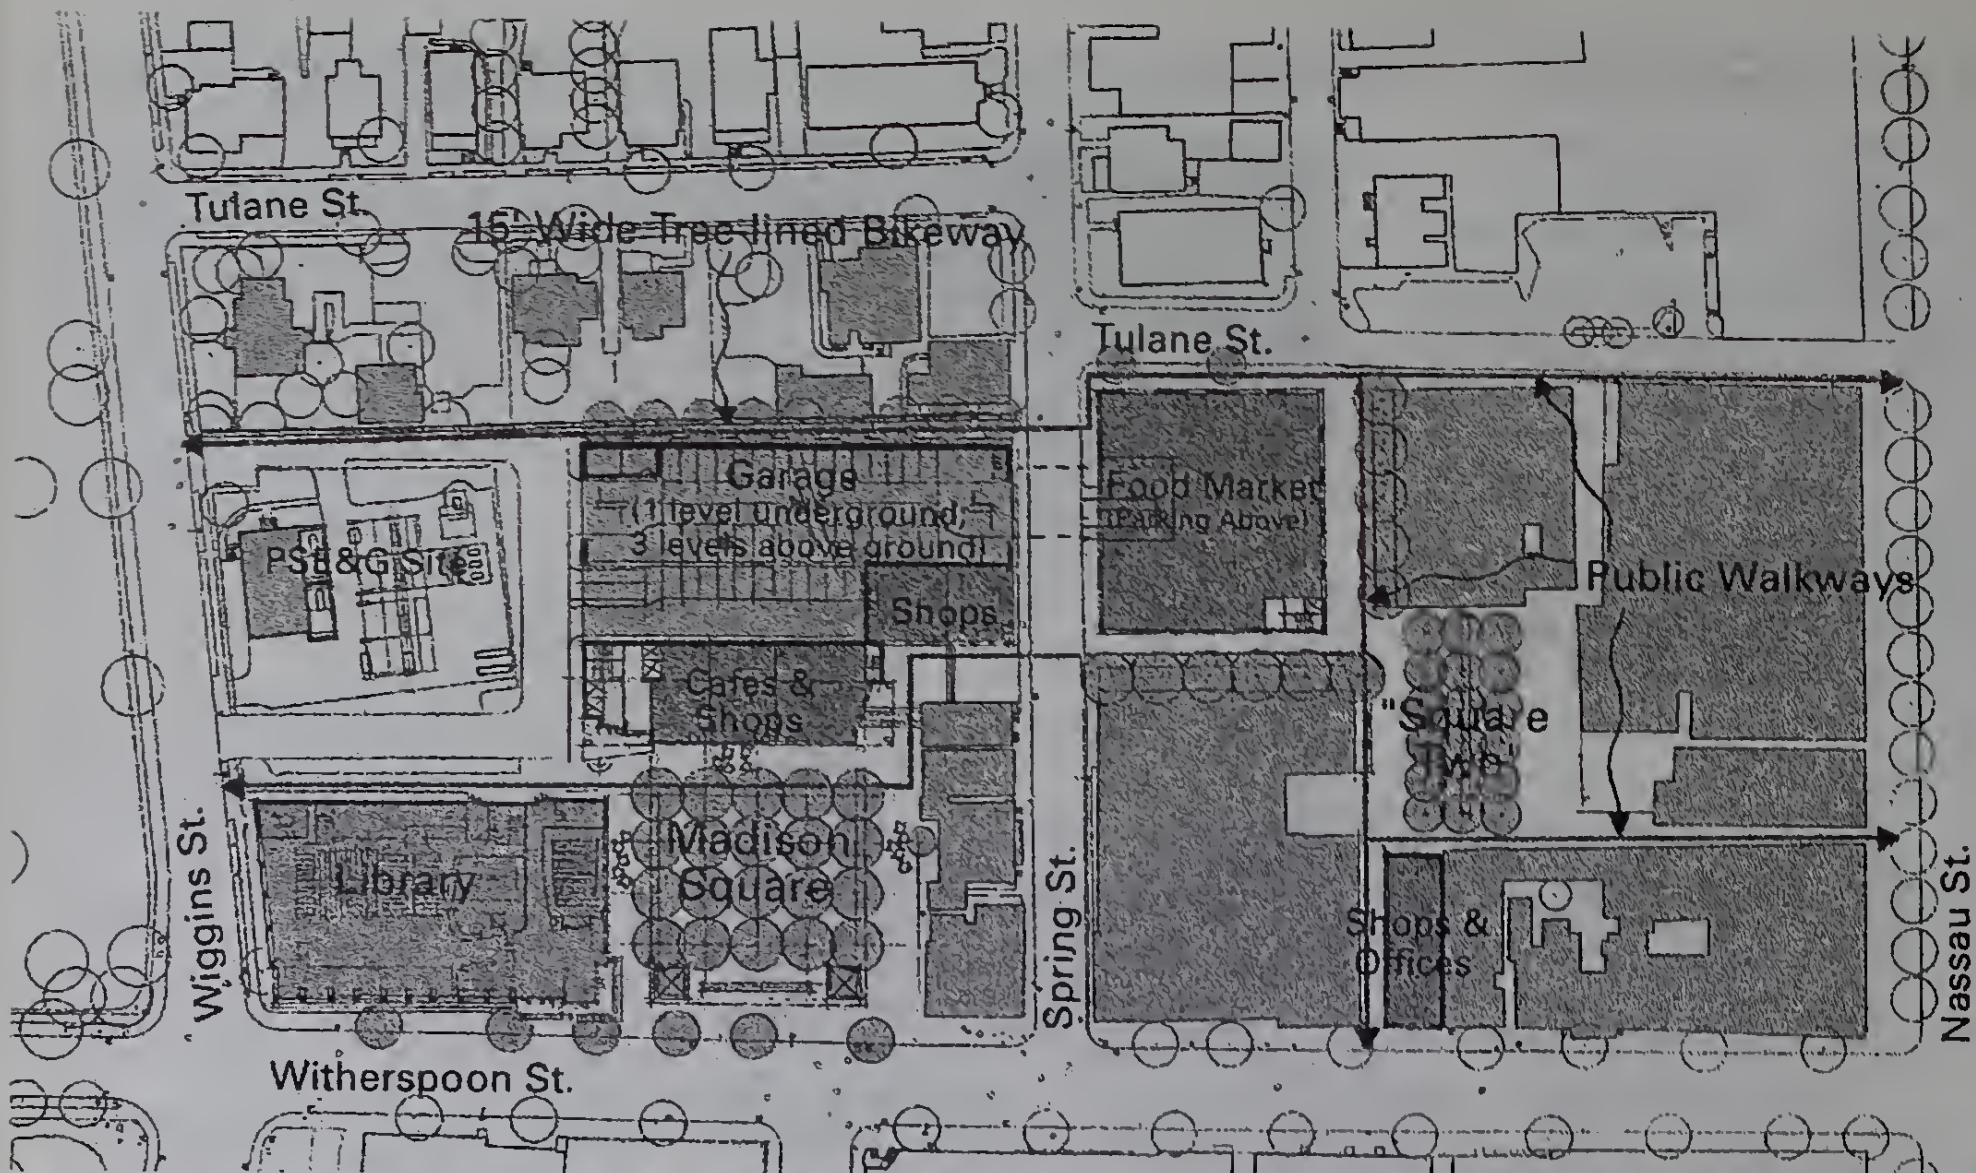 Tulane St.
15' Wide Tree-lined Bikeway
Tulane St.
Garage
(1 level underground,
3 levels above ground)
Food Market
(Parking Above)
PSE&G Site
Public Walkways
Shops
Cafes &
Shops
"Square
Two"
Madison
Square
Library
Shops &
Offices
Wiggins St.
Spring St.
Nassau St.
Witherspoon St.